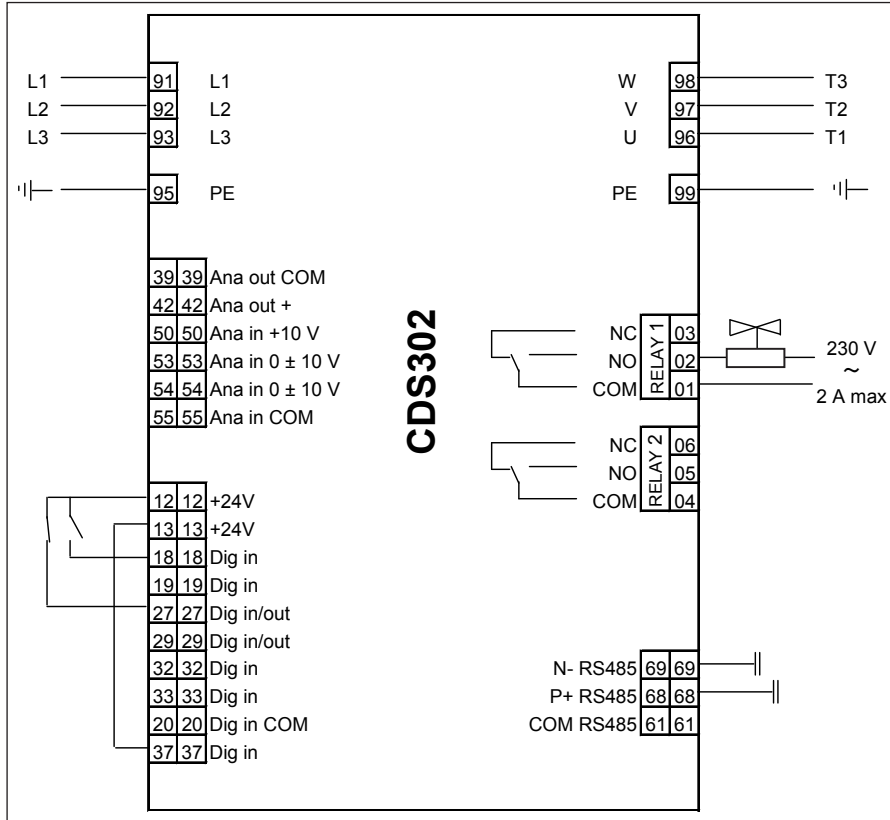 L1 91 L1
L2 92 L2
L3 93 L3
95 PE
39 39 Ana out COM
42 42 Ana out +
50 50 Ana in +10 V
53 53 Ana in 0 ± 10 V
54 54 Ana in 0 ± 10 V
55 55 Ana in COM
12 12 +24V
13 13 +24V
18 18 Dig in
19 19 Dig in
27 27 Dig in/out
29 29 Dig in/out
32 32 Dig in
33 33 Dig in
20 20 Dig in COM
37 37 Dig in
CDS302
W 98 T3
V 97 T2
U 96 T1
PE 99
RELAY 1
NC 03
NO 02
COM 01
230 V
~
2 A max
RELAY 2
NC 06
NO 05
COM 04
N- RS485 69 69
P+ RS485 68 68
COM RS485 61 61